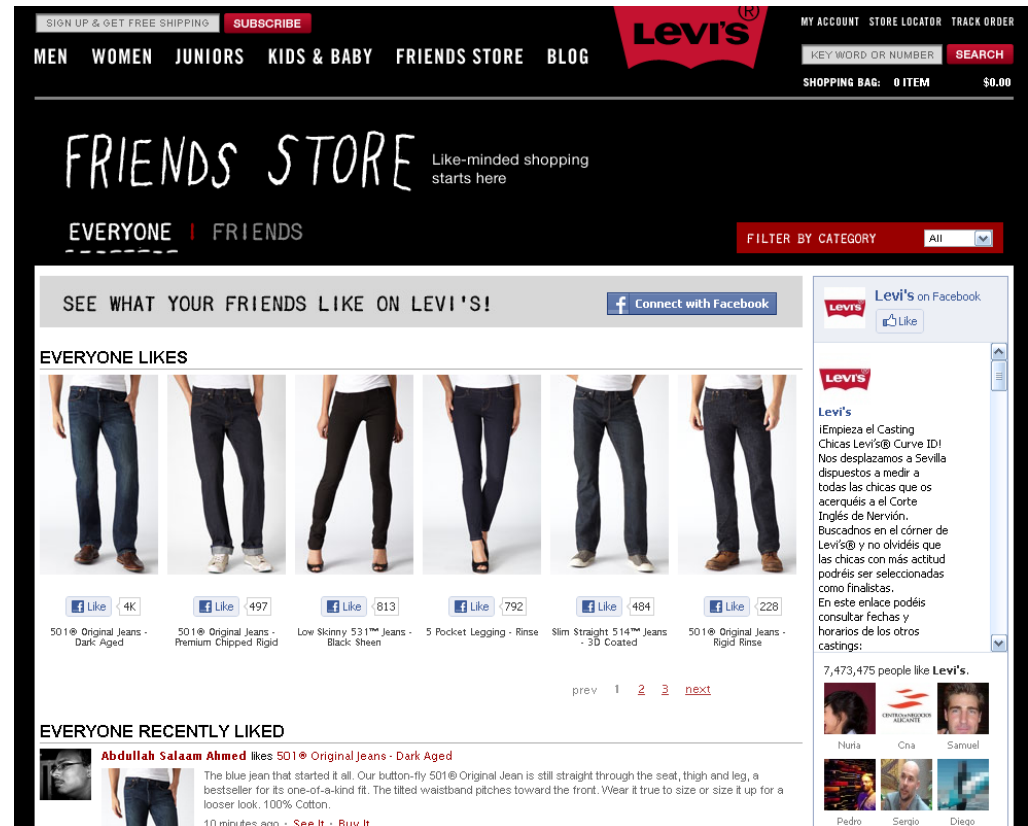 SIGN UP & GET FREE SHIPPING SUBSCRIBE
MEN WOMEN JUNIORS KIDS & BABY FRIENDS STORE BLOG
LEVI'S ®
MY ACCOUNT STORE LOCATOR TRACK ORDER
KEY WORD OR NUMBER SEARCH
SHOPPING BAG: 0 ITEM $0.00
FRIENDS STORE
Like-minded shopping
starts here
EVERYONE | FRIENDS
FILTER BY CATEGORY All
SEE WHAT YOUR FRIENDS LIKE ON LEVI'S!
f Connect with Facebook
EVERYONE LIKES
Like 4K
Like 497
Like 813
Like 792
Like 484
Like 228
501® Original Jeans -
Dark Aged
501® Original Jeans -
Premium Chipped Rigid
Low Skinny 531™ Jeans -
Black Sheen
5 Pocket Legging - Rinse
Slim Straight 514™ Jeans
- 3D Coated
501® Original Jeans -
Rigid Rinse
prev 1 2 3 next
EVERYONE RECENTLY LIKED
Abdullah Salaam Ahmed likes 501® Original Jeans - Dark Aged
The blue jean that started it all. Our button-fly 501® Original Jean is still straight through the seat, thigh and leg, a
bestseller for its one-of-a-kind fit. The tilted waistband pitches toward the front. Wear it true to size or size it up for a
looser look. 100% Cotton.
10 minutes ago · See It · Buy It
LEVI'S
Levi's on Facebook
Like
LEVI'S
Levi's
¡Empieza el Casting
Chicas Levi's® Curve ID!
Nos desplazamos a Sevilla
dispuestos a medir a
todas las chicas que os
acerquéis a el Corte
Inglés de Nervión.
Buscadnos en el córner de
Levi's® y no olvidéis que
las chicas con más actitud
podréis ser seleccionadas
como finalistas.
En este enlace podéis
consultar fechas y
horarios de los otros
castings:
7,473,475 people like Levi's.
CENTRO DE NEGOCIOS
ALICANTE
Nuria Cna Samuel
Pedro Sergio Diego